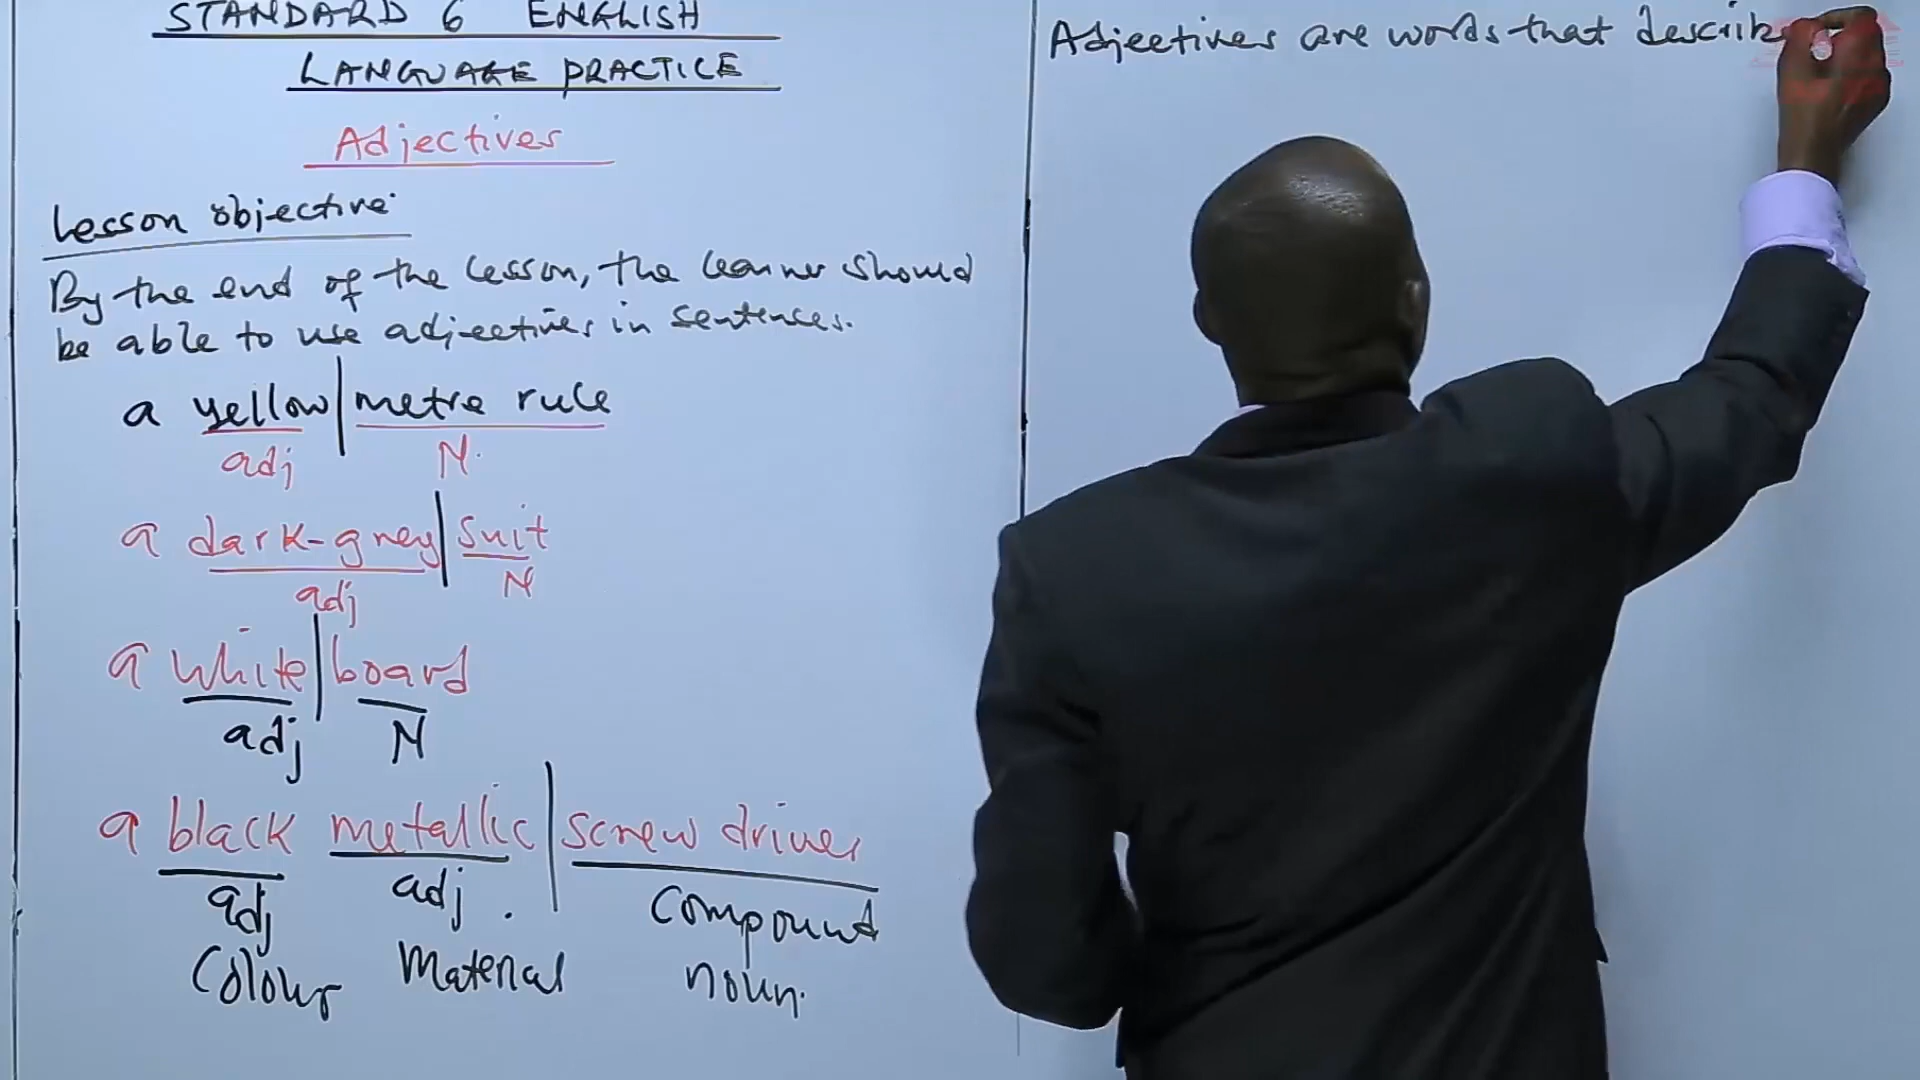 STANDARD 6 ENGLISH
LANGUAGE PRACTICE
Adjectives
Lesson objective
By the end of the lesson, the learner should
be able to use adjectives in sentences.
a yellow | metre rule
adj N.
a dark-grey | suit
adj N
a white | board
adj N
a black metallic | screw driver
adj adj. compound
Colour Material noun.
Adjectives are words that describ